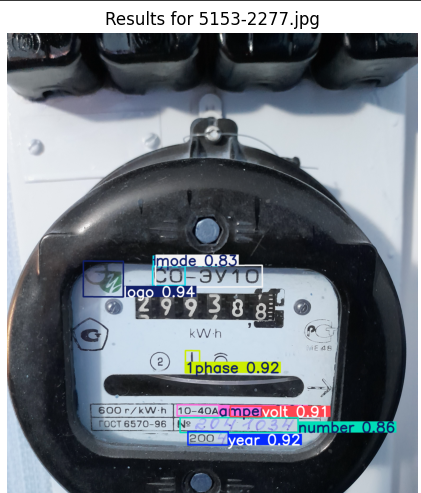 Results for 5153-2277.jpg
mode 0.83
СО-ЭУ10
logo 0.94
2 9 9 3 8 8
kW·h
2
1phase 0.92
600 r/kW·h 10-40A ampe volt 0.91
ГОСТ 6570-96 № 2041034 number 0.86
200 year 0.92